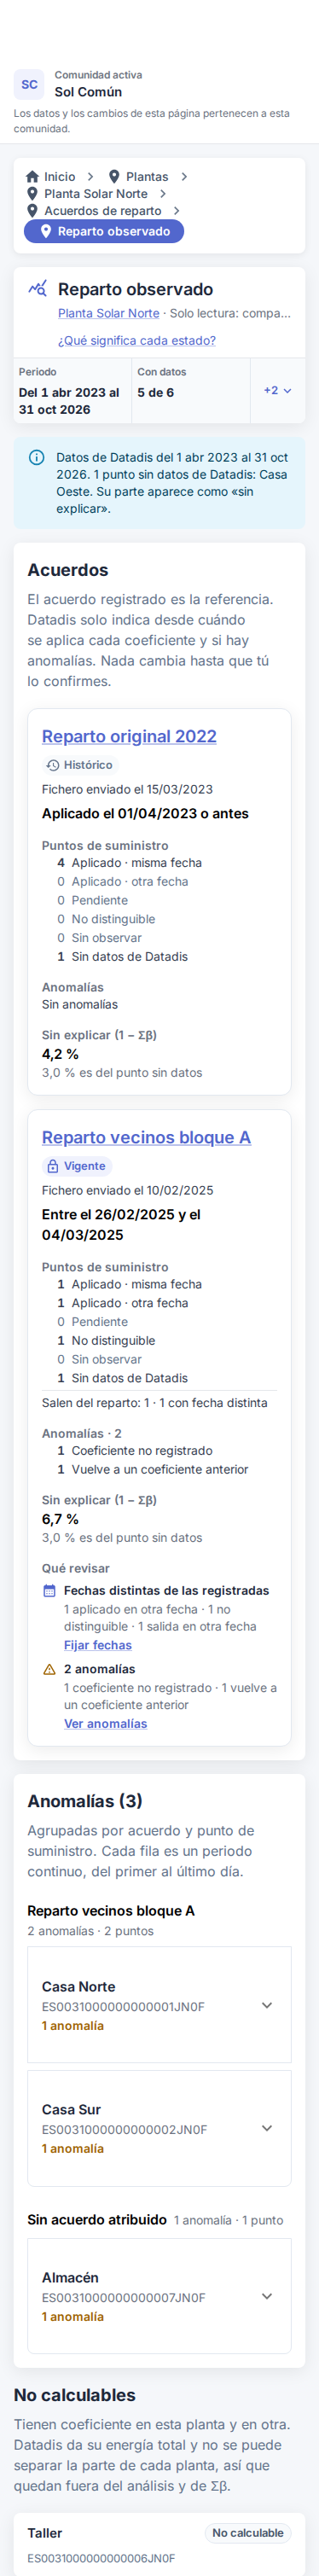 SC
Comunidad activa
Sol Común
Los datos y los cambios de esta página pertenecen a esta
comunidad.
Inicio
Plantas
Planta Solar Norte
Acuerdos de reparto
Reparto observado
Reparto observado
Planta Solar Norte · Solo lectura: compa...
¿Qué significa cada estado?
Periodo
Del 1 abr 2023 al
31 oct 2026
Con datos
5 de 6
+2
Datos de Datadis del 1 abr 2023 al 31 oct
2026. 1 punto sin datos de Datadis: Casa
Oeste. Su parte aparece como «sin
explicar».
Acuerdos
El acuerdo registrado es la referencia.
Datadis solo indica desde cuándo
se aplica cada coeficiente y si hay
anomalías. Nada cambia hasta que tú
lo confirmes.
Reparto original 2022
Histórico
Fichero enviado el 15/03/2023
Aplicado el 01/04/2023 o antes
Puntos de suministro
4 Aplicado · misma fecha
0 Aplicado · otra fecha
0 Pendiente
0 No distinguible
0 Sin observar
1 Sin datos de Datadis
Anomalías
Sin anomalías
Sin explicar (1 − Σβ)
4,2 %
3,0 % es del punto sin datos
Reparto vecinos bloque A
Vigente
Fichero enviado el 10/02/2025
Entre el 26/02/2025 y el
04/03/2025
Puntos de suministro
1 Aplicado · misma fecha
1 Aplicado · otra fecha
0 Pendiente
1 No distinguible
0 Sin observar
1 Sin datos de Datadis
Salen del reparto: 1 · 1 con fecha distinta
Anomalías · 2
1 Coeficiente no registrado
1 Vuelve a un coeficiente anterior
Sin explicar (1 − Σβ)
6,7 %
3,0 % es del punto sin datos
Qué revisar
Fechas distintas de las registradas
1 aplicado en otra fecha · 1 no
distinguible · 1 salida en otra fecha
Fijar fechas
2 anomalías
1 coeficiente no registrado · 1 vuelve a
un coeficiente anterior
Ver anomalías
Anomalías (3)
Agrupadas por acuerdo y punto de
suministro. Cada fila es un periodo
continuo, del primer al último día.
Reparto vecinos bloque A
2 anomalías · 2 puntos
Casa Norte
ES0031000000000001JN0F
1 anomalía
Casa Sur
ES0031000000000002JN0F
1 anomalía
Sin acuerdo atribuido 1 anomalía · 1 punto
Almacén
ES0031000000000007JN0F
1 anomalía
No calculables
Tienen coeficiente en esta planta y en otra.
Datadis da su energía total y no se puede
separar la parte de cada planta, así que
quedan fuera del análisis y de Σβ.
Taller
No calculable
ES0031000000000006JN0F